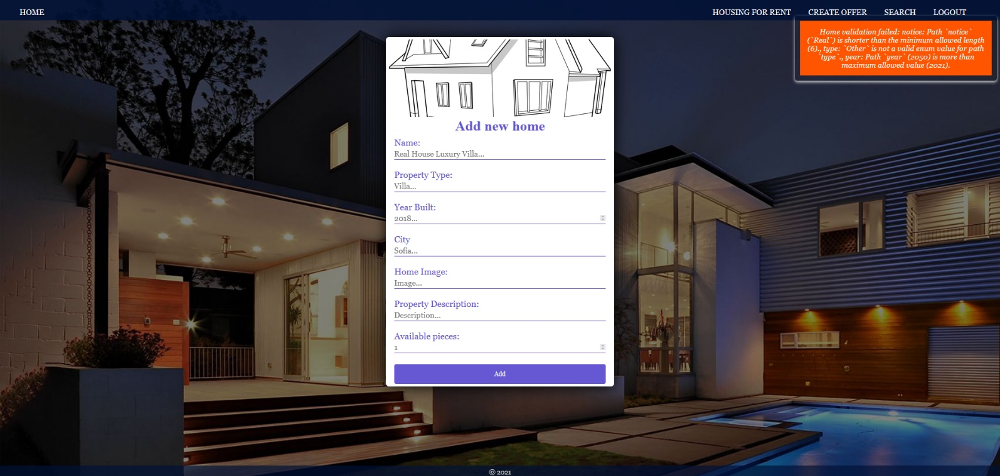 HOME
HOUSING FOR RENT
CREATE OFFER
SEARCH
LOGOUT
Home validation failed: notice: Path `notice`
(`Real`) is shorter than the minimum allowed length
(6)., type: `Other` is not a valid enum value for path
`type`., year: Path `year` (2050) is more than
maximum allowed value (2021).
Add new home
Name:
Real House Luxury Villa...
Property Type:
Villa...
Year Built:
2018...
City
Sofia...
Home Image:
Image...
Property Description:
Description...
Available pieces:
1
Add
© 2021